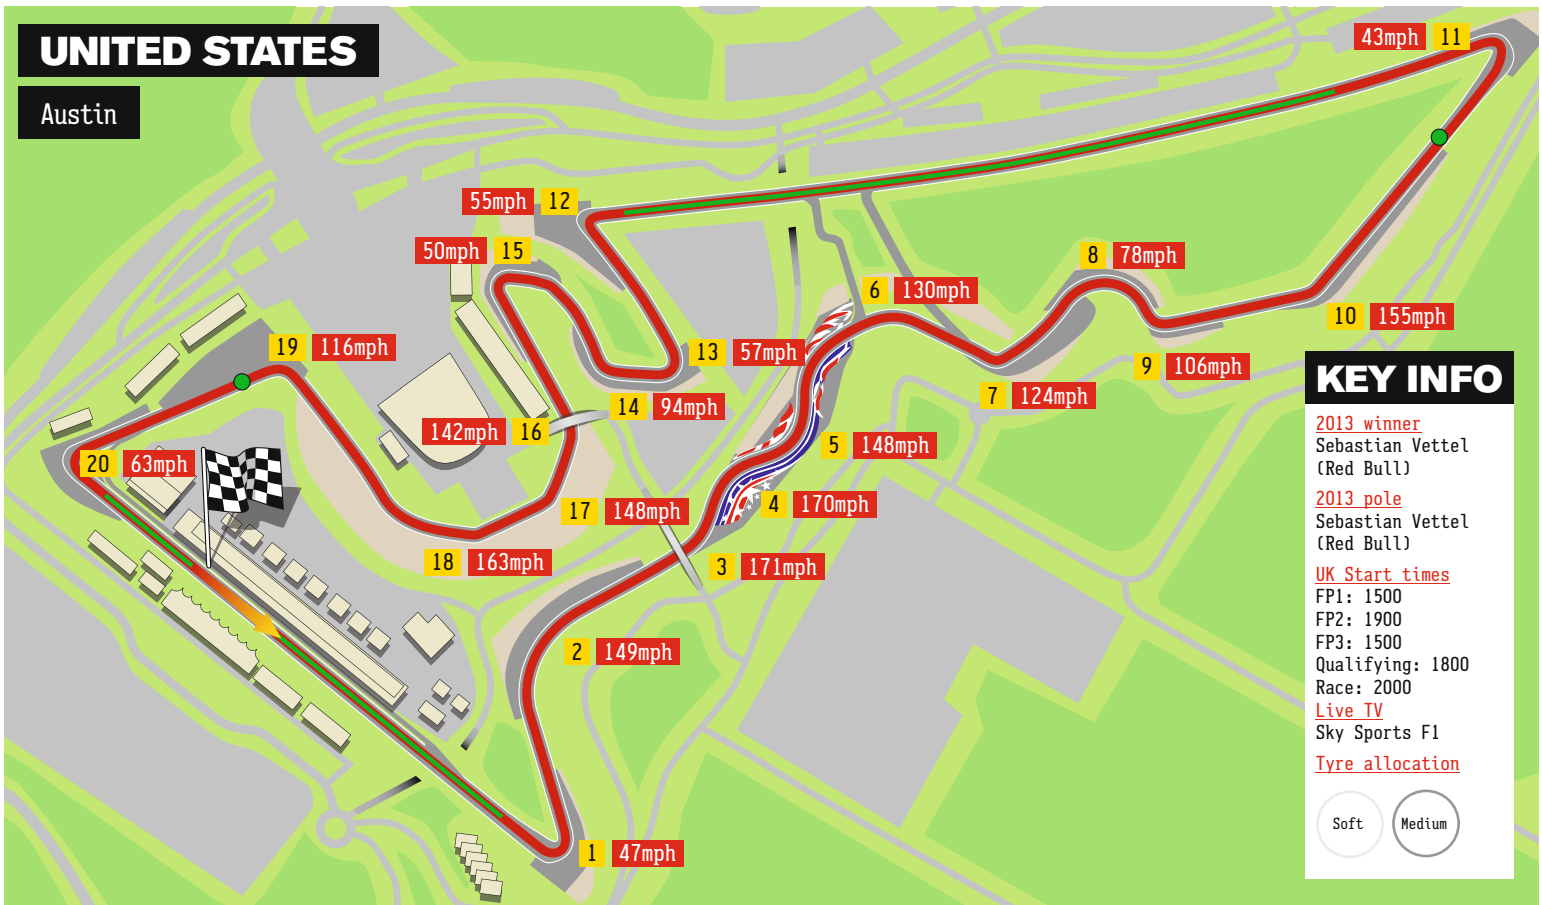 UNITED STATES
Austin
43mph 11
55mph 12
50mph 15
8 78mph
6 130mph
10 155mph
19 116mph
13 57mph
9 106mph
7 124mph
14 94mph
142mph 16
5 148mph
20 63mph
4 170mph
17 148mph
18 163mph
3 171mph
2 149mph
1 47mph
KEY INFO
2013 winner
Sebastian Vettel
(Red Bull)
2013 pole
Sebastian Vettel
(Red Bull)
UK Start times
FP1: 1500
FP2: 1900
FP3: 1500
Qualifying: 1800
Race: 2000
Live TV
Sky Sports F1
Tyre allocation
Soft
Medium